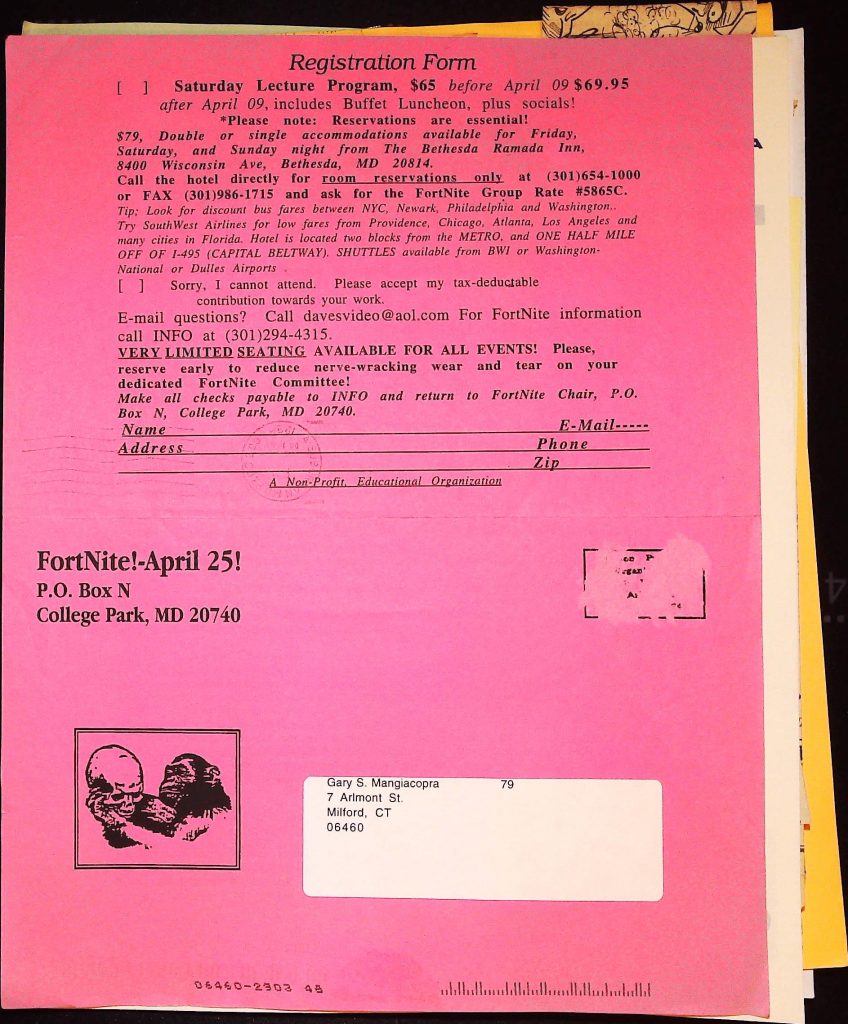 Registration Form
[ ] Saturday Lecture Program, $65 before April 09 $69.95
after April 09, includes Buffet Luncheon, plus socials!
*Please note: Reservations are essential!
$79, Double or single accommodations available for Friday,
Saturday, and Sunday night from The Bethesda Ramada Inn,
8400 Wisconsin Ave, Bethesda, MD 20814.
Call the hotel directly for room reservations only at (301)654-1000
or FAX (301)986-1715 and ask for the FortNite Group Rate #5865C.
Tip; Look for discount bus fares between NYC, Newark, Philadelphia and Washington..
Try SouthWest Airlines for low fares from Providence, Chicago, Atlanta, Los Angeles and
many cities in Florida. Hotel is located two blocks from the METRO, and ONE HALF MILE
OFF OF I-495 (CAPITAL BELTWAY). SHUTTLES available from BWI or Washington-
National or Dulles Airports .
[ ] Sorry, I cannot attend. Please accept my tax-deductable
contribution towards your work.
E-mail questions? Call davesvideo@aol.com For FortNite information
call INFO at (301)294-4315.
VERY LIMITED SEATING AVAILABLE FOR ALL EVENTS! Please,
reserve early to reduce nerve-wracking wear and tear on your
dedicated FortNite Committee!
Make all checks payable to INFO and return to FortNite Chair, P.O.
Box N, College Park, MD 20740.
Name E-Mail-----
Address Phone
Zip
A Non-Profit, Educational Organization
FortNite!-April 25!
P.O. Box N
College Park, MD 20740
Gary S. Mangiacopra 79
7 Arlmont St.
Milford, CT
06460
06460-2303 48